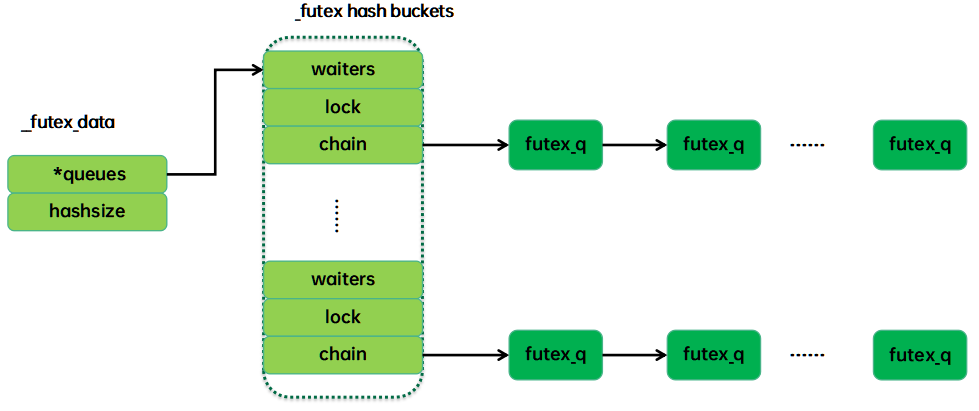 _futex hash buckets
waiters
lock
chain
futex_q
futex_q
......
futex_q
_futex_data
*queues
hashsize
......
waiters
lock
chain
futex_q
futex_q
......
futex_q